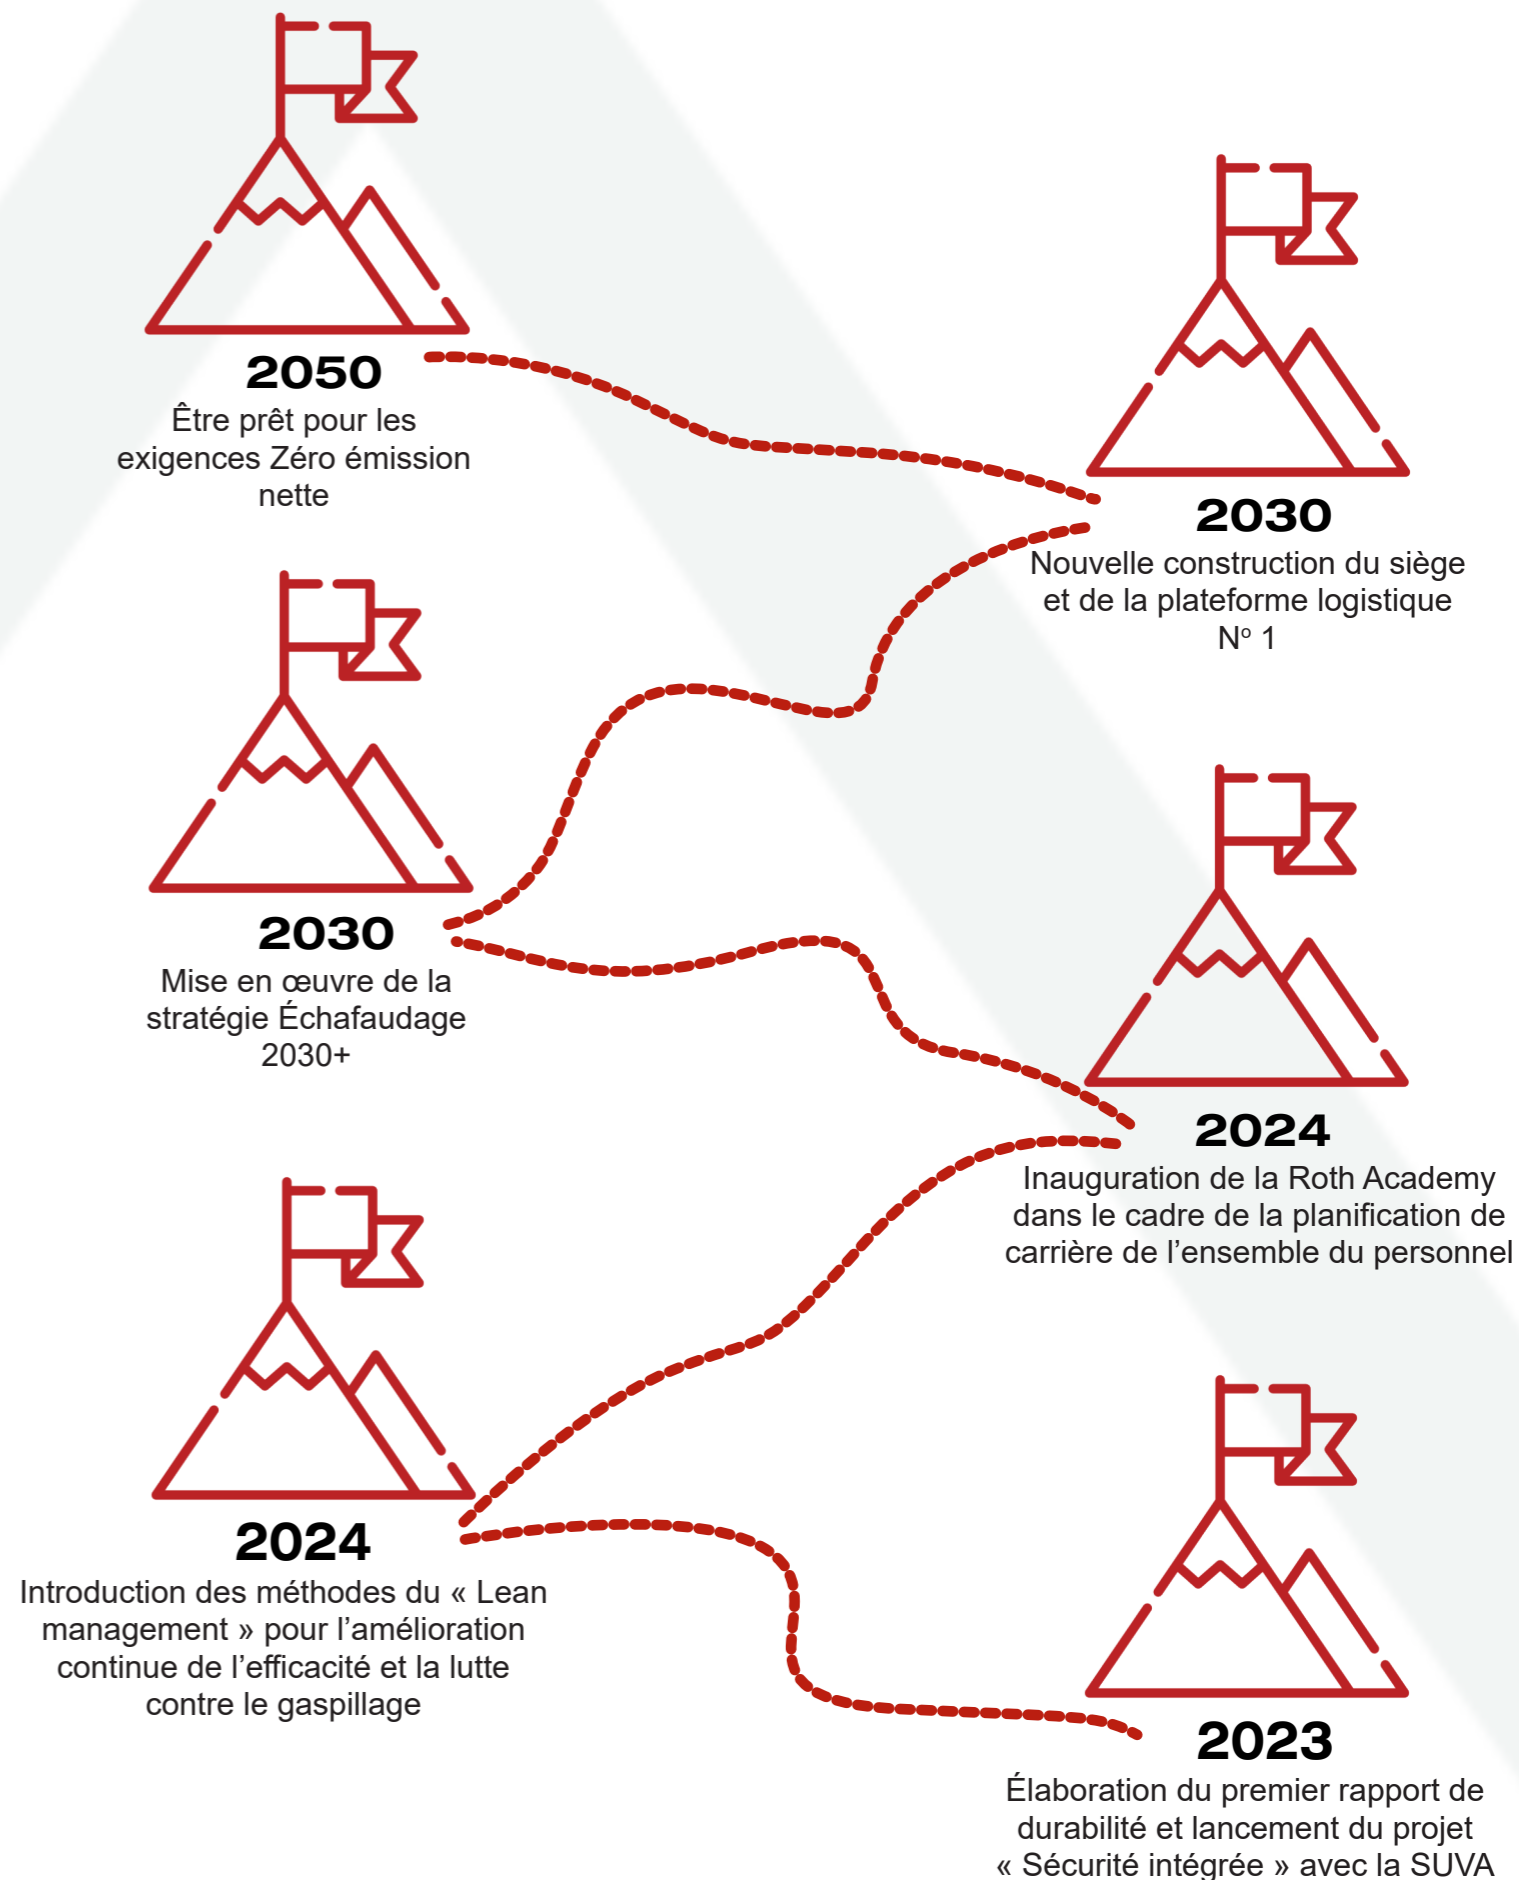 2050
Être prêt pour les
exigences Zéro émission
nette
2030
Nouvelle construction du siège
et de la plateforme logistique
Nº 1
2030
Mise en œuvre de la
stratégie Échafaudage
2030+
2024
Inauguration de la Roth Academy
dans le cadre de la planification de
carrière de l’ensemble du personnel
2024
Introduction des méthodes du « Lean
management » pour l’amélioration
continue de l’efficacité et la lutte
contre le gaspillage
2023
Élaboration du premier rapport de
durabilité et lancement du projet
« Sécurité intégrée » avec la SUVA